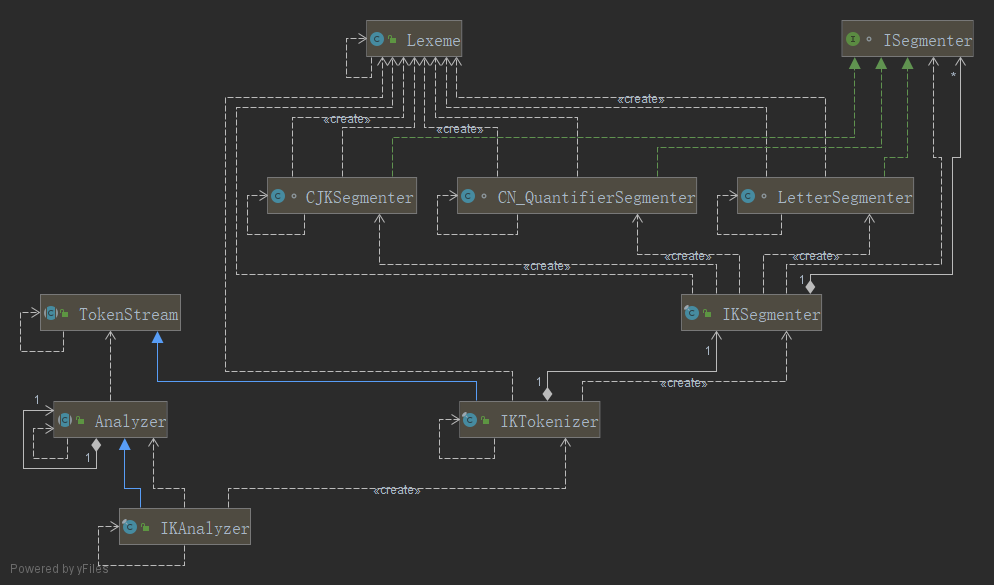 Lexeme
ISegmenter
*
«create»
«create»
«create»
CJKSegmenter
CN_QuantifierSegmenter
LetterSegmenter
«create»
«create»
«create»
1
TokenStream
IKSegmenter
1
1
«create»
1
Analyzer
IKTokenizer
1
«create»
IKAnalyzer
Powered by yFiles